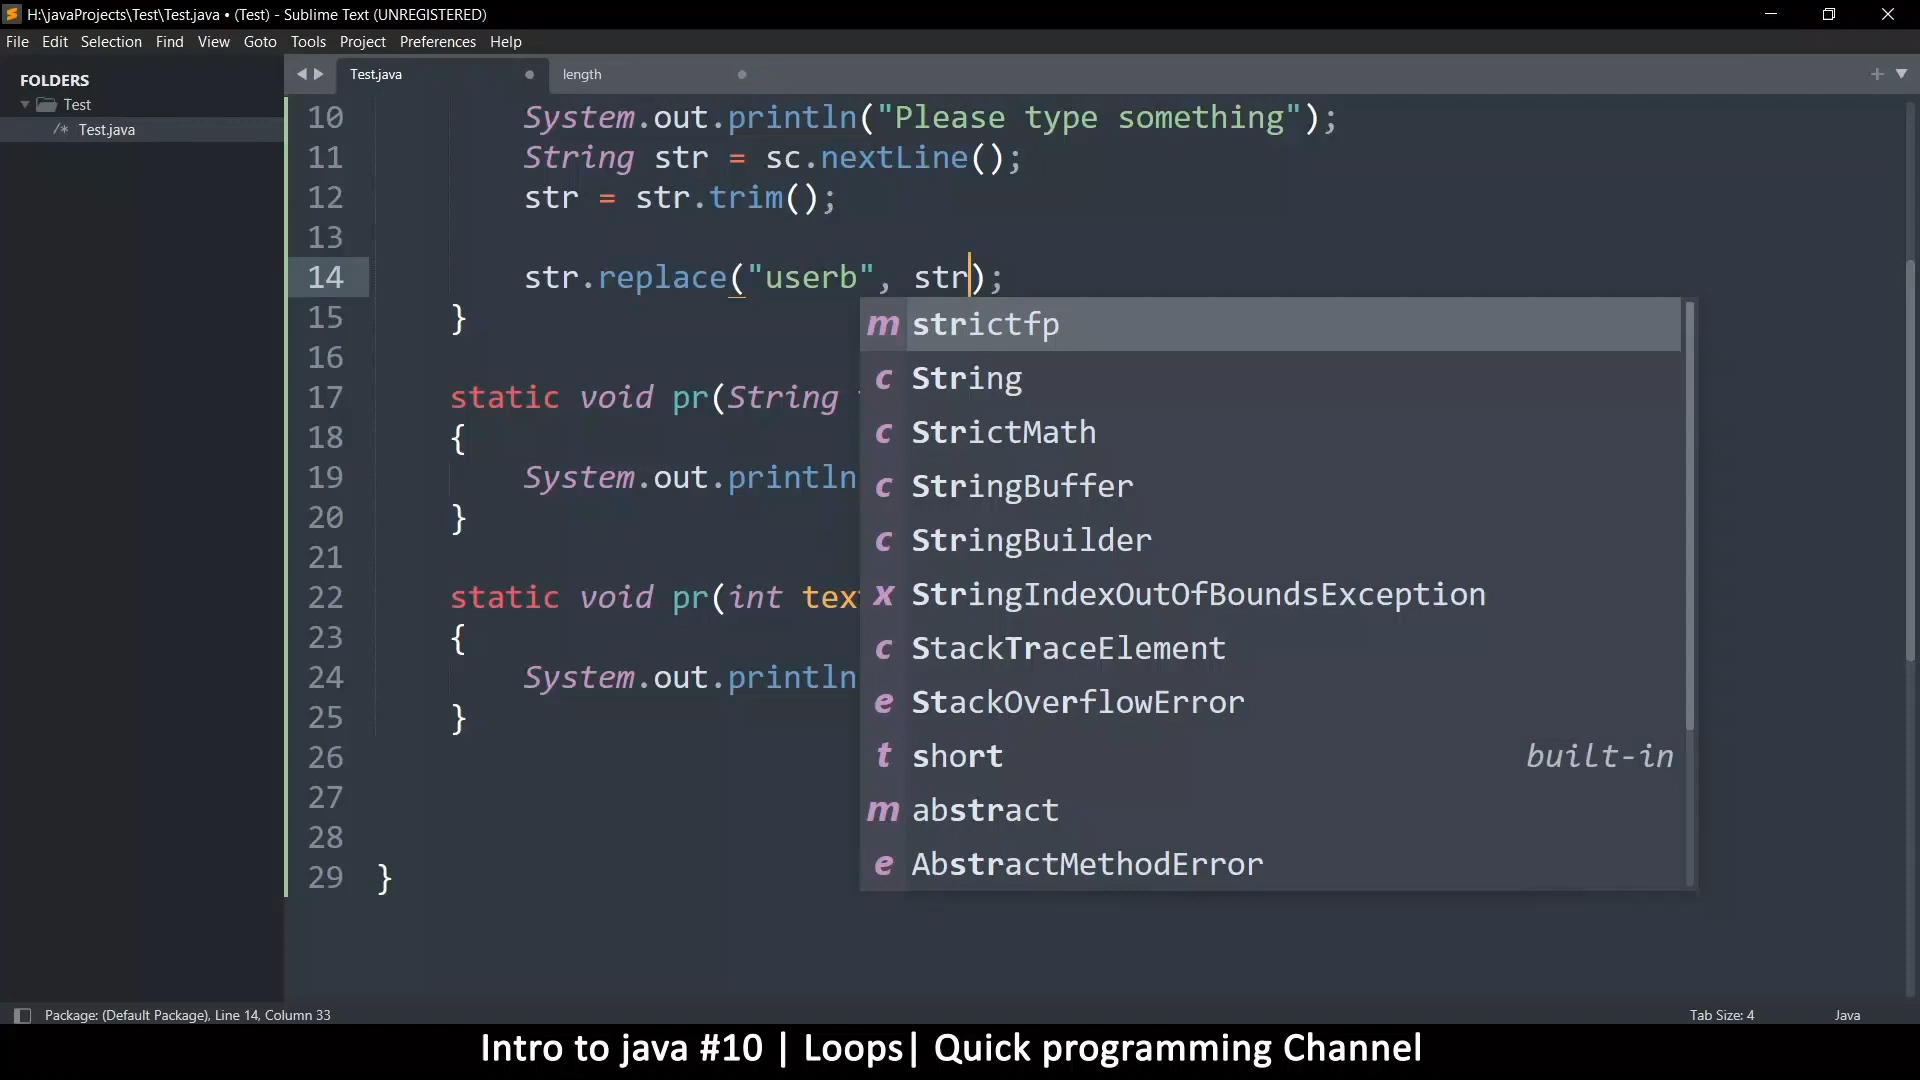 H:\javaProjects\Test\Test.java • (Test) - Sublime Text (UNREGISTERED)
File Edit Selection Find View Goto Tools Project Preferences Help
FOLDERS
Test
/* Test.java
Test.java
length
10 System.out.println("Please type something");
11 String str = sc.nextLine();
12 str = str.trim();
13
14 str.replace("userb", str);
15 }
16
17 static void pr(String
18 {
19 System.out.println
20 }
21
22 static void pr(int tex
23 {
24 System.out.println
25 }
26
27
28
29 }
m strictfp
c String
c StrictMath
c StringBuffer
c StringBuilder
x StringIndexOutOfBoundsException
c StackTraceElement
e StackOverflowError
t short built-in
m abstract
e AbstractMethodError
Package: (Default Package), Line 14, Column 33
Tab Size: 4
Java
Intro to java #10 | Loops| Quick programming Channel